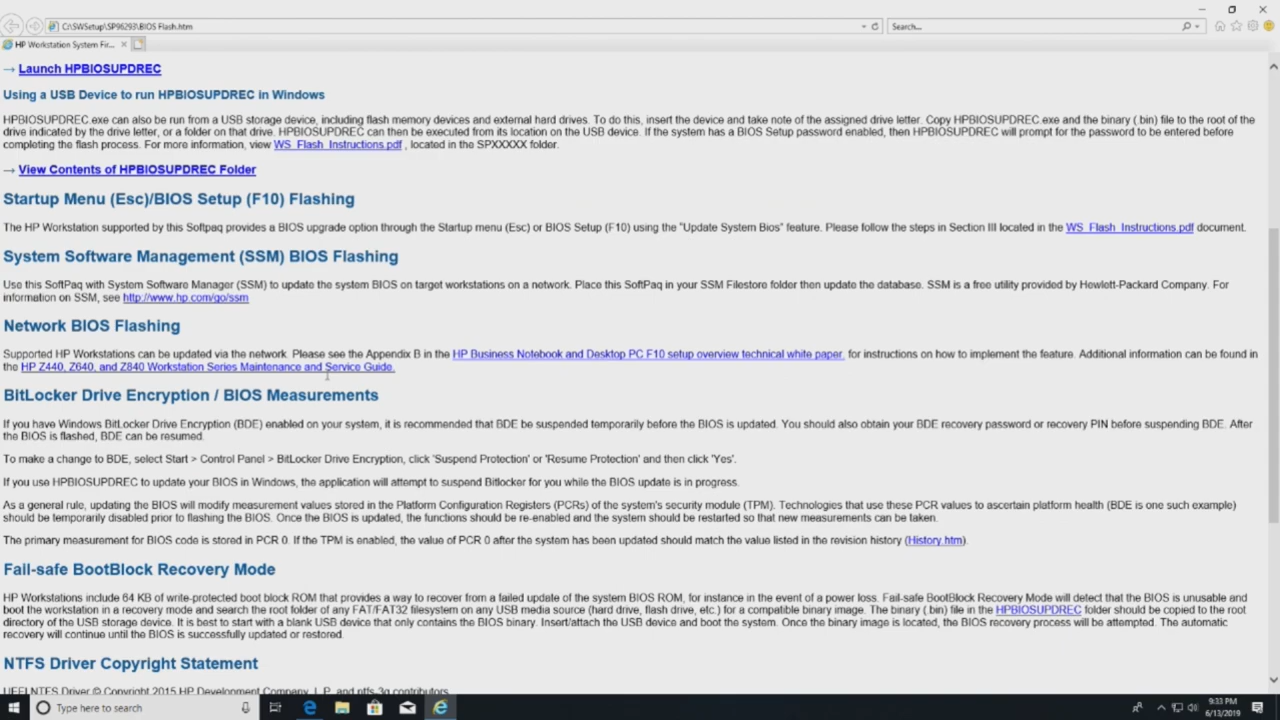 C:\SWSetup\SP96293\BIOS Flash.htm
Search...
HP Workstation System Fir...
→ Launch HPBIOSUPDREC
Using a USB Device to run HPBIOSUPDREC in Windows
HPBIOSUPDREC.exe can also be run from a USB storage device, including flash memory devices and external hard drives. To do this, insert the device and take note of the assigned drive letter. Copy HPBIOSUPDREC.exe and the binary (.bin) file to the root of the
drive indicated by the drive letter, or a folder on that drive. HPBIOSUPDREC can then be executed from its location on the USB device. If the system has a BIOS Setup password enabled, then HPBIOSUPDREC will prompt for the password to be entered before
completing the flash process. For more information, view WS_Flash_Instructions.pdf , located in the SPXXXXX folder.
→ View Contents of HPBIOSUPDREC Folder
Startup Menu (Esc)/BIOS Setup (F10) Flashing
The HP Workstation supported by this Softpaq provides a BIOS upgrade option through the Startup menu (Esc) or BIOS Setup (F10) using the "Update System Bios" feature. Please follow the steps in Section III located in the WS_Flash_Instructions.pdf document.
System Software Management (SSM) BIOS Flashing
Use this SoftPaq with System Software Manager (SSM) to update the system BIOS on target workstations on a network. Place this SoftPaq in your SSM Filestore folder then update the database. SSM is a free utility provided by Hewlett-Packard Company. For
information on SSM, see http://www.hp.com/go/ssm
Network BIOS Flashing
Supported HP Workstations can be updated via the network. Please see the Appendix B in the HP Business Notebook and Desktop PC F10 setup overview technical white paper, for instructions on how to implement the feature. Additional information can be found in
the HP Z440, Z640, and Z840 Workstation Series Maintenance and Service Guide.
BitLocker Drive Encryption / BIOS Measurements
If you have Windows BitLocker Drive Encryption (BDE) enabled on your system, it is recommended that BDE be suspended temporarily before the BIOS is updated. You should also obtain your BDE recovery password or recovery PIN before suspending BDE. After
the BIOS is flashed, BDE can be resumed.
To make a change to BDE, select Start > Control Panel > BitLocker Drive Encryption, click 'Suspend Protection' or 'Resume Protection' and then click 'Yes'.
If you use HPBIOSUPDREC to update your BIOS in Windows, the application will attempt to suspend Bitlocker for you while the BIOS update is in progress.
As a general rule, updating the BIOS will modify measurement values stored in the Platform Configuration Registers (PCRs) of the system's security module (TPM). Technologies that use these PCR values to ascertain platform health (BDE is one such example)
should be temporarily disabled prior to flashing the BIOS. Once the BIOS is updated, the functions should be re-enabled and the system should be restarted so that new measurements can be taken.
The primary measurement for BIOS code is stored in PCR 0. If the TPM is enabled, the value of PCR 0 after the system has been updated should match the value listed in the revision history (History.htm).
Fail-safe BootBlock Recovery Mode
HP Workstations include 64 KB of write-protected boot block ROM that provides a way to recover from a failed update of the system BIOS ROM, for instance in the event of a power loss. Fail-safe BootBlock Recovery Mode will detect that the BIOS is unusable and
boot the workstation in a recovery mode and search the root folder of any FAT/FAT32 filesystem on any USB media source (hard drive, flash drive, etc.) for a compatible binary image. The binary (.bin) file in the HPBIOSUPDREC folder should be copied to the root
directory of the USB storage device. It is best to start with a blank USB device that only contains the BIOS binary. Insert/attach the USB device and boot the system. Once the binary image is located, the BIOS recovery process will be attempted. The automatic
recovery will continue until the BIOS is successfully updated or restored.
NTFS Driver Copyright Statement
UEFI NTFS Driver © Copyright 2015 HP Development Company, L.P. and ntfs-3g contributors
Type here to search
9:33 PM
6/13/2019